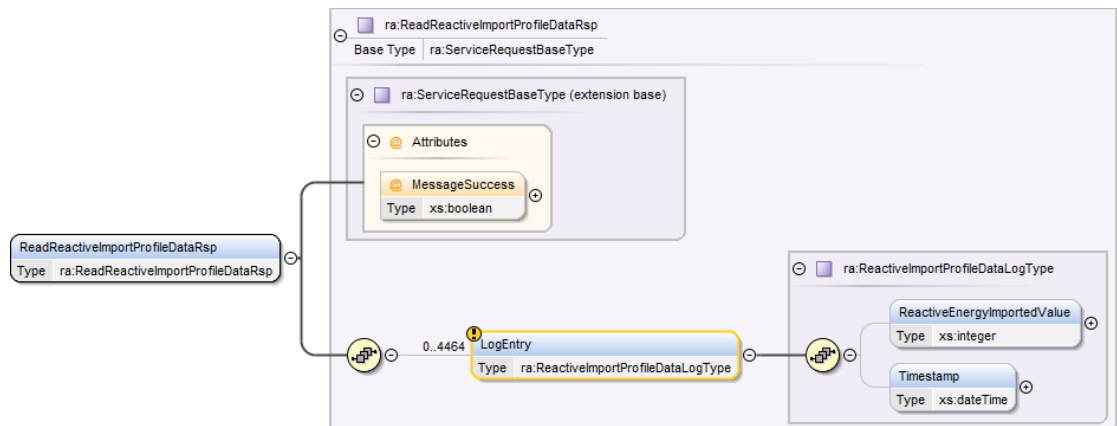 ra:ReadReactiveImportProfileDataRsp
Base Type ra:ServiceRequestBaseType
ra:ServiceRequestBaseType (extension base)
@ Attributes
@ MessageSuccess
Type xs:boolean
ReadReactiveImportProfileDataRsp
Type ra:ReadReactiveImportProfileDataRsp
0..4464
LogEntry
Type ra:ReactiveImportProfileDataLogType
ra:ReactiveImportProfileDataLogType
ReactiveEnergyImportedValue
Type xs:integer
Timestamp
Type xs:dateTime